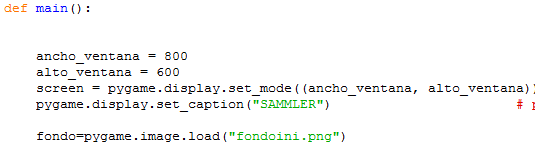 def main():
ancho_ventana = 800
alto_ventana = 600
screen = pygame.display.set_mode((ancho_ventana, alto_ventana))
pygame.display.set_caption("SAMMLER") #
fondo=pygame.image.load("fondoini.png")